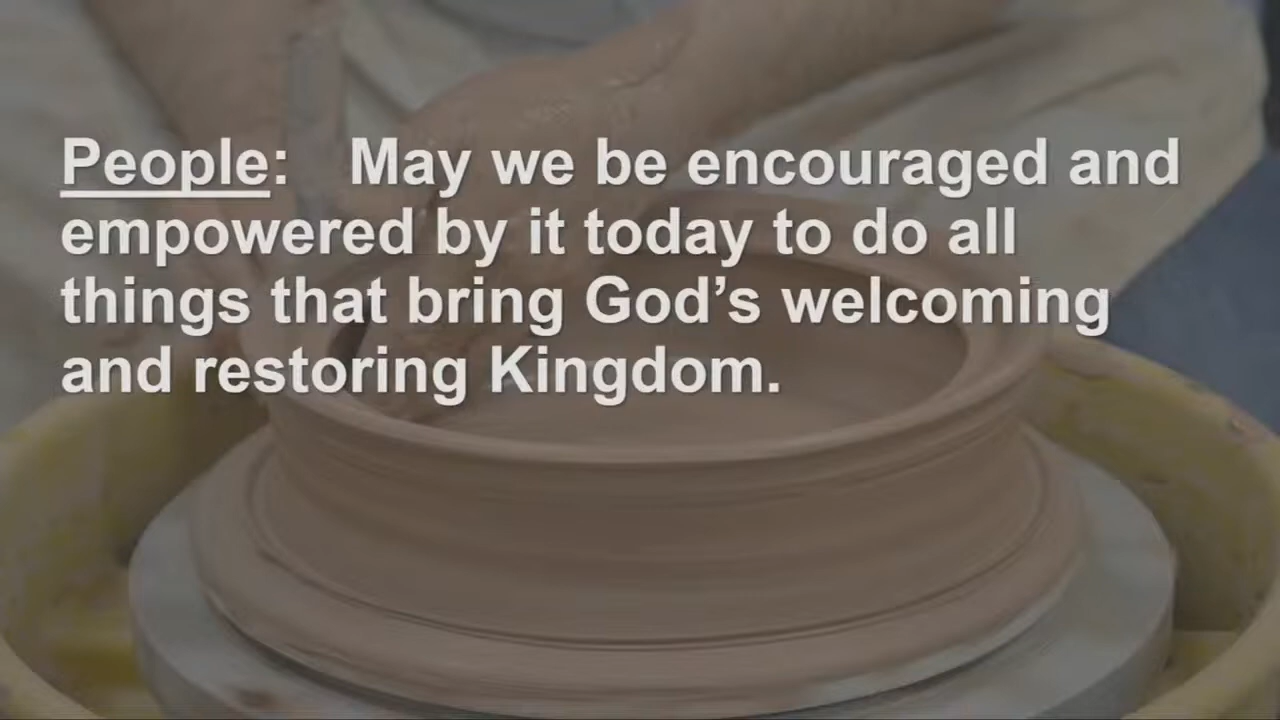 People: May we be encouraged and
empowered by it today to do all
things that bring God’s welcoming
and restoring Kingdom.